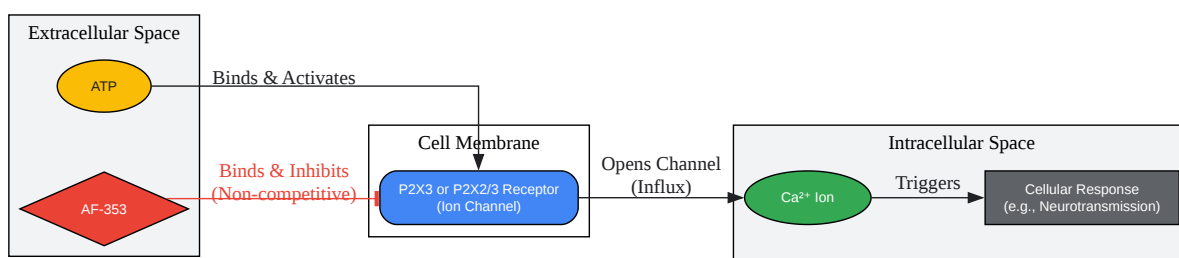 Extracellular Space
ATP
Binds & Activates
AF-353
Binds & Inhibits
(Non-competitive)
Cell Membrane
P2X3 or P2X2/3 Receptor
(Ion Channel)
Opens Channel
(Influx)
Intracellular Space
Ca²⁺ Ion
Triggers
Cellular Response
(e.g., Neurotransmission)